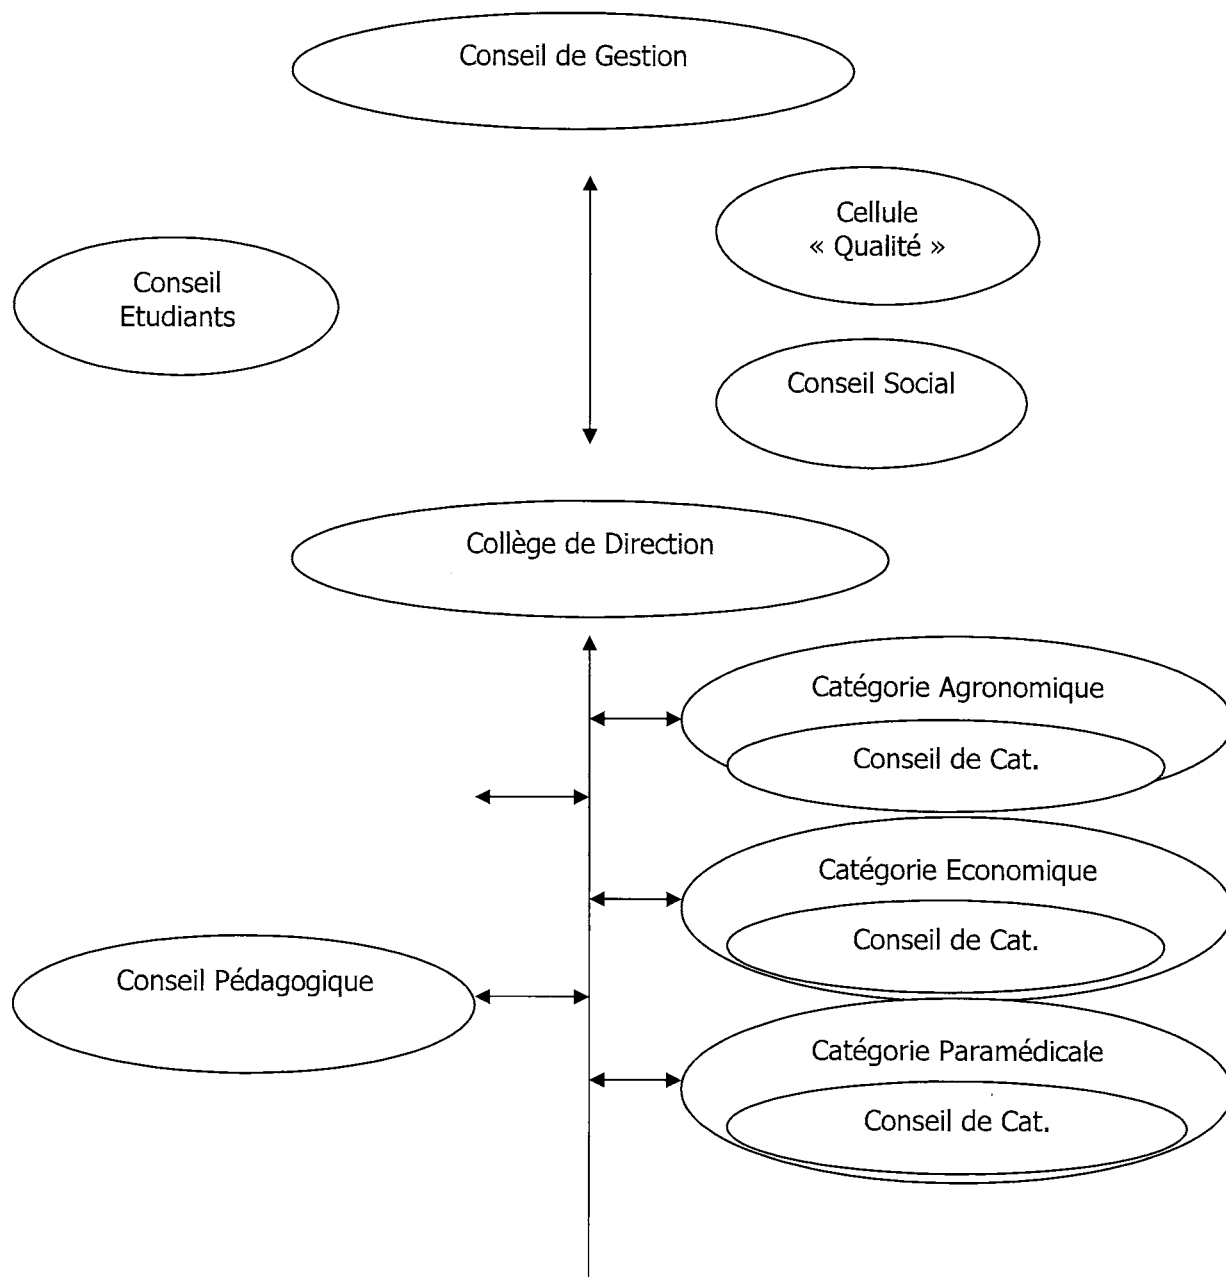 Conseil de Gestion
Cellule
« Qualité »
Conseil
Etudiants
Conseil Social
Collège de Direction
Catégorie Agronomique
Conseil de Cat.
Catégorie Economique
Conseil de Cat.
Conseil Pédagogique
Catégorie Paramédicale
Conseil de Cat.